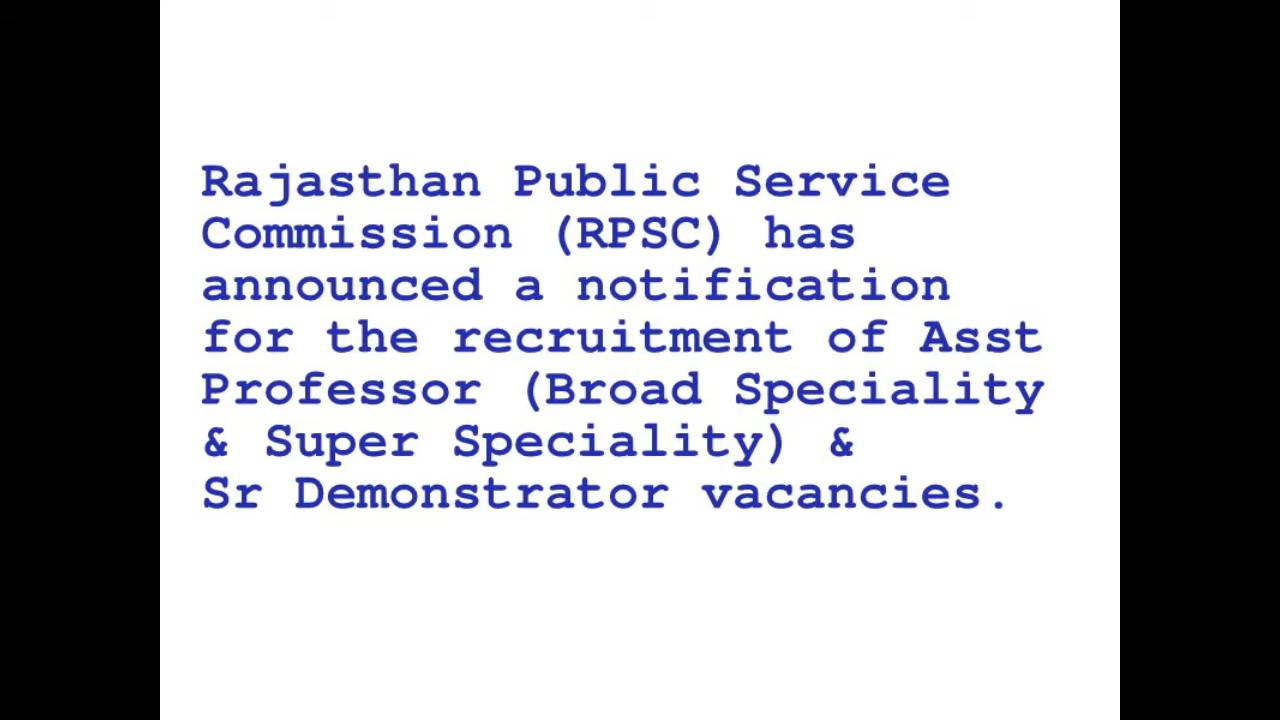 Rajasthan Public Service
Commission (RPSC) has
announced a notification
for the recruitment of Asst
Professor (Broad Speciality
& Super Speciality) &
Sr Demonstrator vacancies.